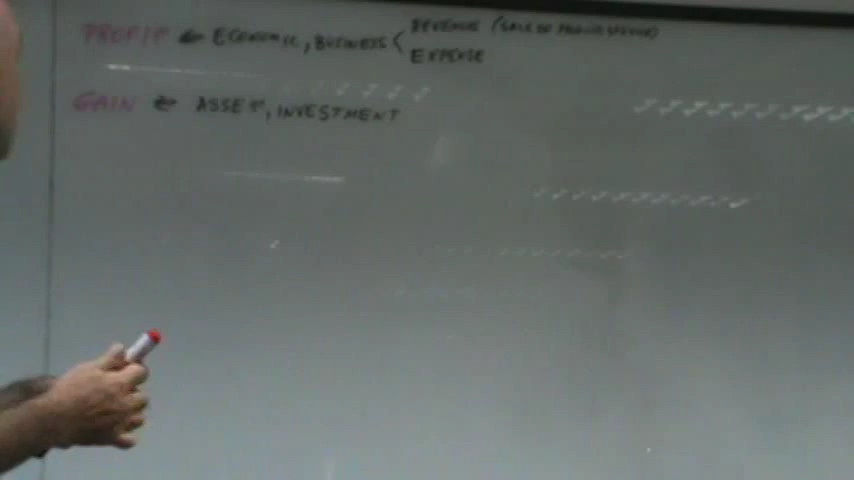 PROFIT ← ECONOMIC, BUSINESS < REVENUE (SALE OF PRODUCT/SERVICE)
EXPENSE
GAIN ← ASSET, INVESTMENT